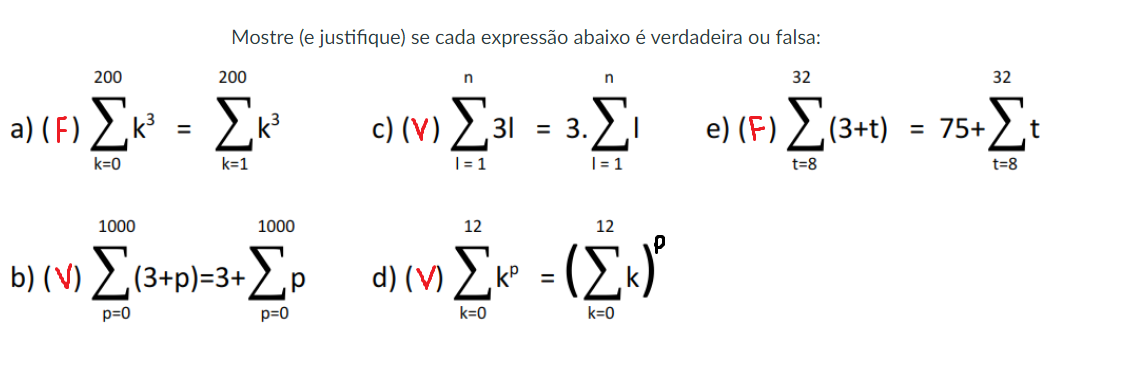 Mostre (e justifique) se cada expressão abaixo é verdadeira ou falsa:
200 200 n n 32 32
a) (F) ∑ k³ = ∑ k³ c) (V) ∑ 3l = 3.∑ l e) (F) ∑ (3+t) = 75+∑ t
k=0 k=1 l = 1 l = 1 t=8 t=8
1000 1000 12 12
b) (V) ∑ (3+p)=3+∑ p d) (V) ∑ kᵖ = (∑ k)ᵖ
p=0 p=0 k=0 k=0